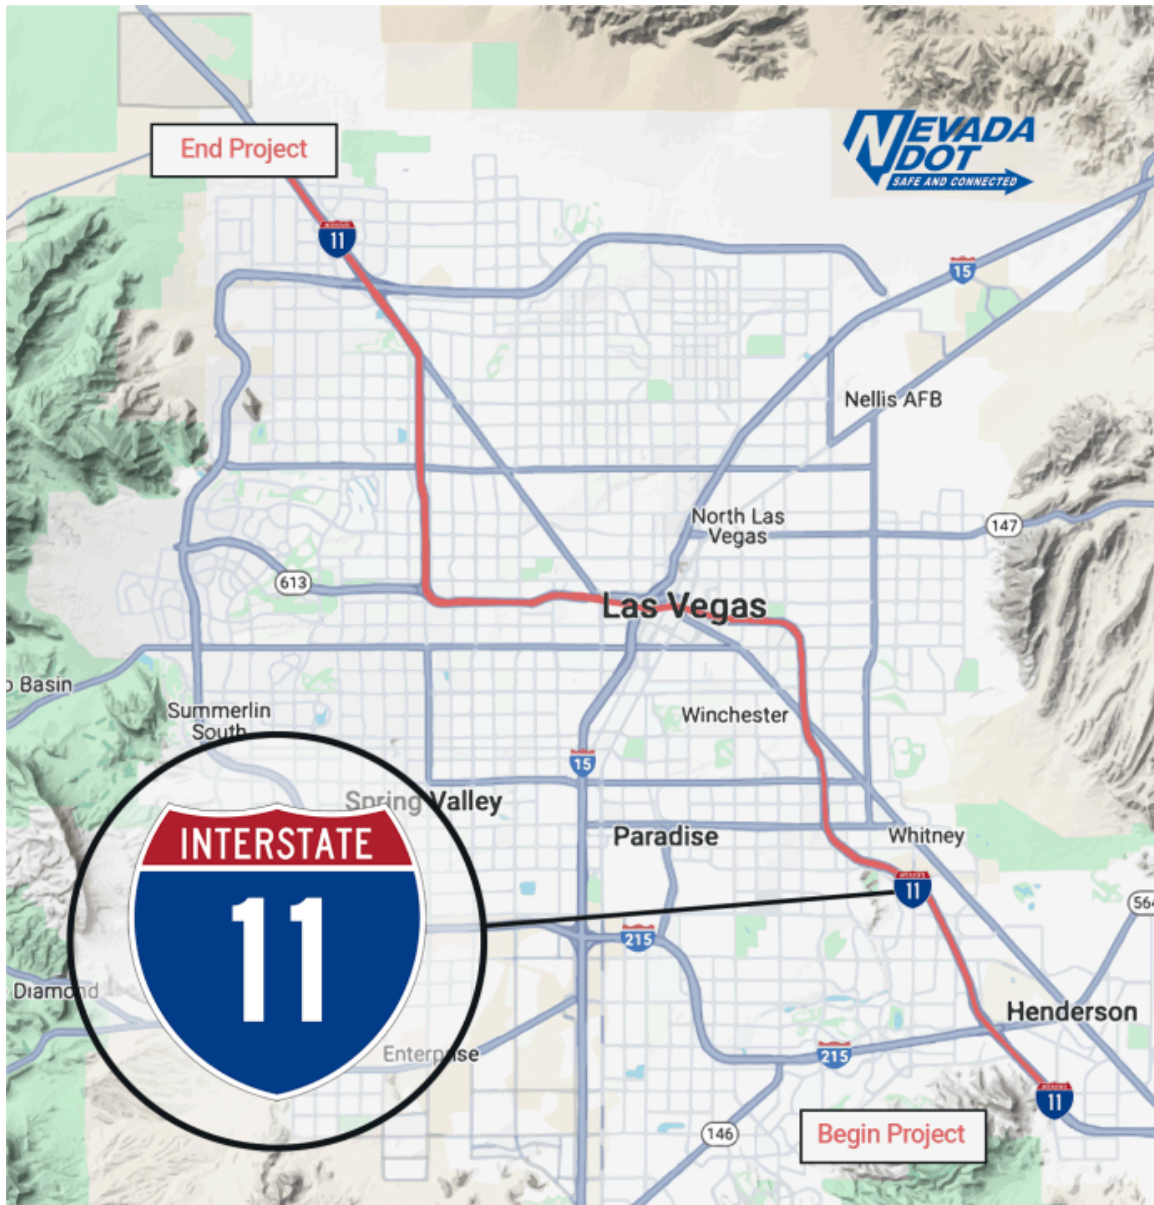 End Project
NEVADA
DOT
SAFE AND CONNECTED
11
15
Nellis AFB
North Las
Vegas
147
613
Las Vegas
o Basin
Summerlin
South
Winchester
15
Spring Valley
INTERSTATE
11
Paradise
Whitney
11
564
215
Diamond
Henderson
Enterprise
215
11
Begin Project
146